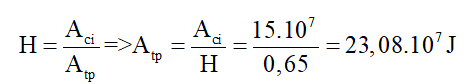 H = A_ci / A_tp => A_tp = A_ci / H = 15.10^7 / 0,65 = 23,08.10^7 J